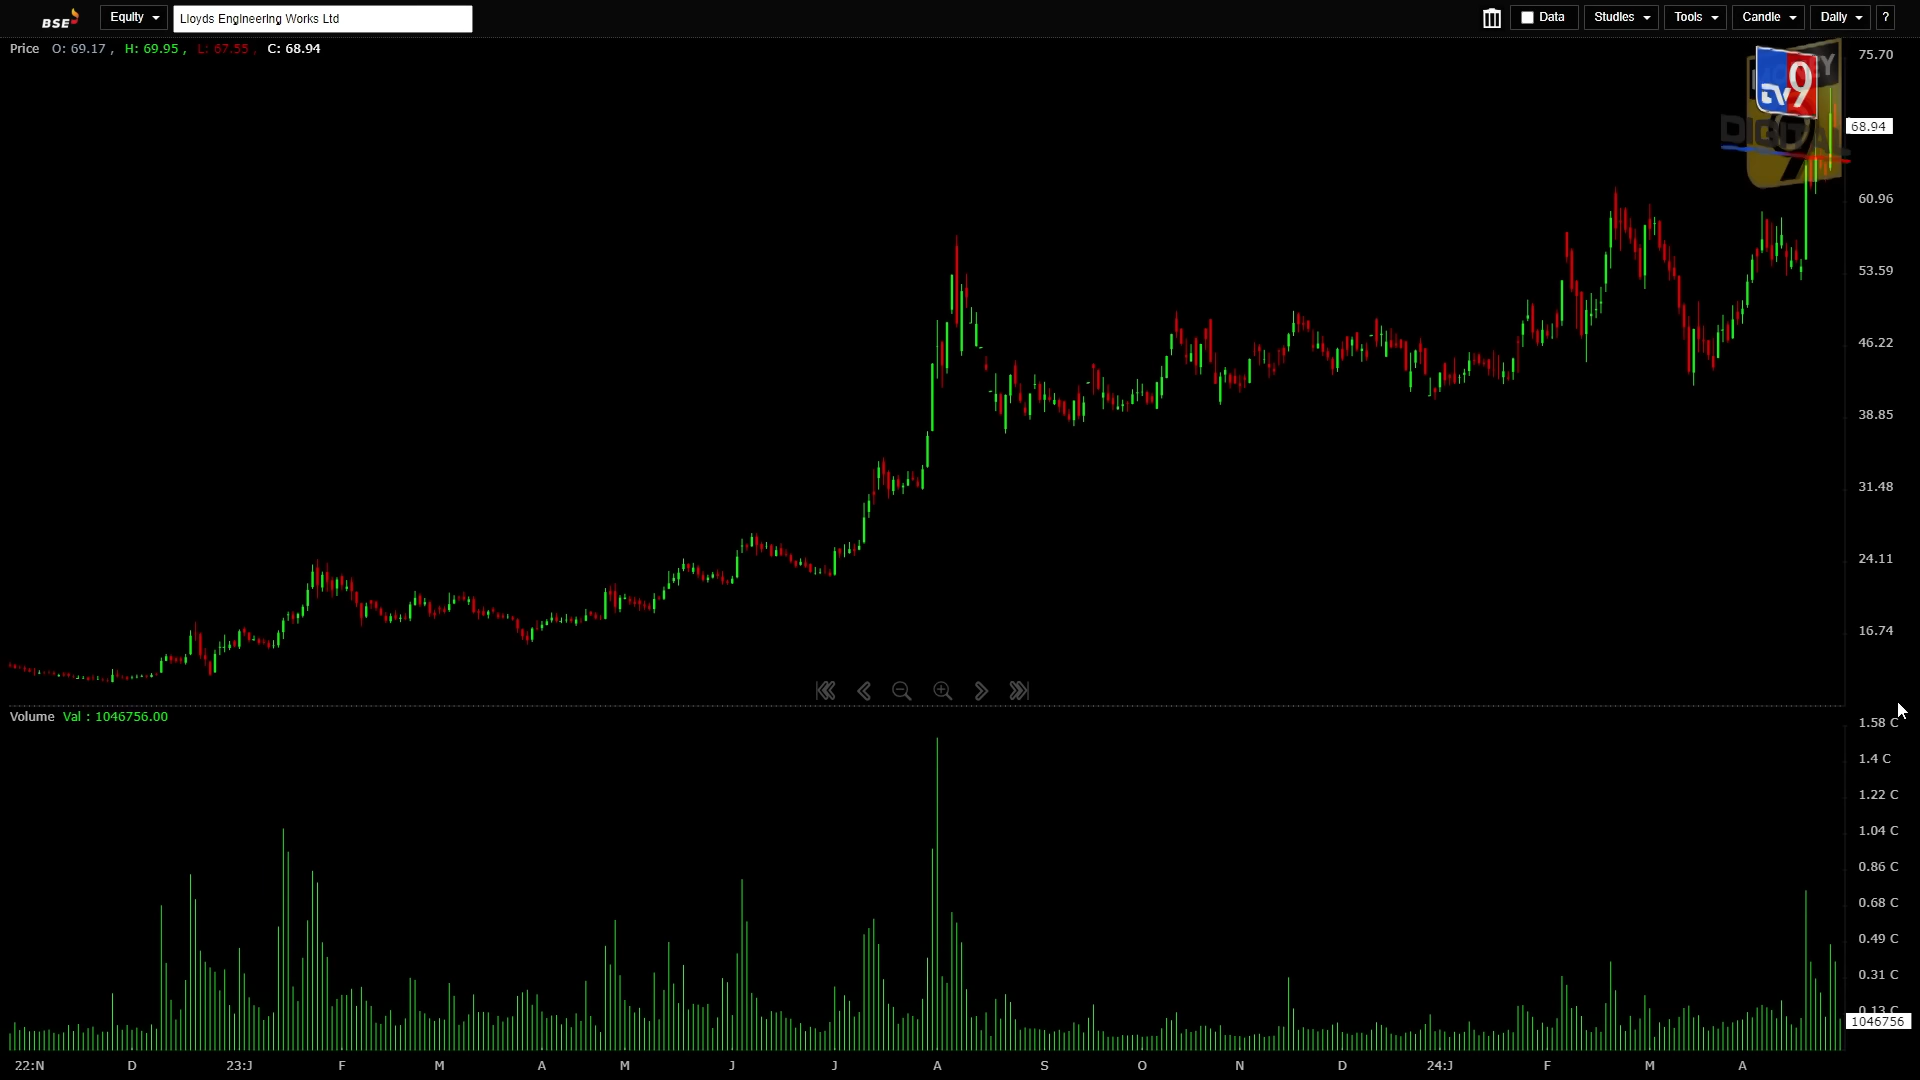 BSE Equity Lloyds Engineering Works Ltd Data Studies Tools Candle Daily ?
Price O: 69.17 , H: 69.95 , L: 67.55 , C: 68.94
75.70
TV9
68.94
DIGITAL
60.96
53.59
46.22
38.85
31.48
24.11
16.74
Volume Val : 1046756.00
1.58 C
1.4 C
1.22 C
1.04 C
0.86 C
0.68 C
0.49 C
0.31 C
0.13 C
1046756
22:N D 23:J F M A M J J A S O N D 24:J F M A